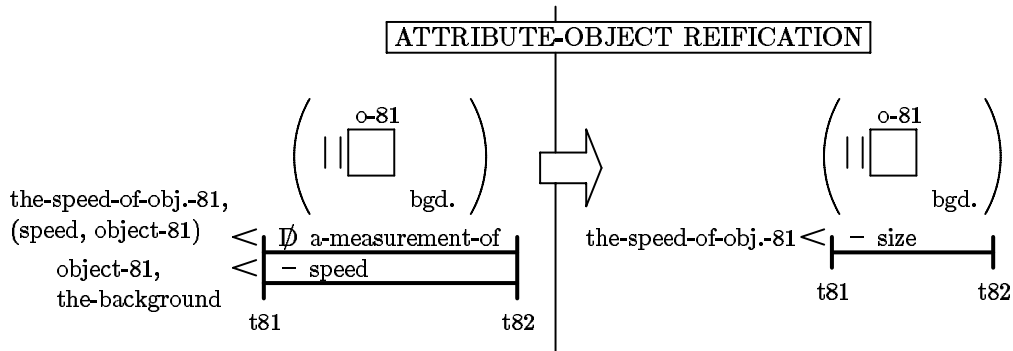 ATTRIBUTE-OBJECT REIFICATION
o-81
bgd.
the-speed-of-obj.-81,
(speed, object-81)
< D̸ a-measurement-of
object-81,
the-background
< – speed
t81 t82
o-81
bgd.
the-speed-of-obj.-81 < – size
t81 t82